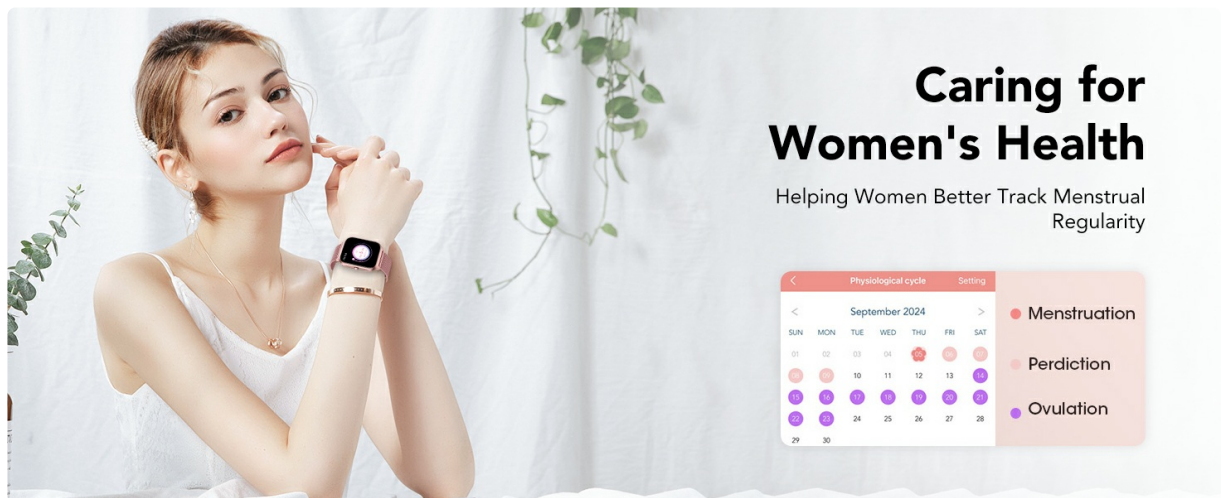 Caring for
Women's Health
Helping Women Better Track Menstrual
Regularity
Physiological cycle Setting
September 2024
SUN MON TUE WED THU FRI SAT
01 02 03 04 05 06 07
08 09 10 11 12 13 14
15 16 17 18 19 20 21
22 23 24 25 26 27 28
29 30
Menstruation
Perdiction
Ovulation